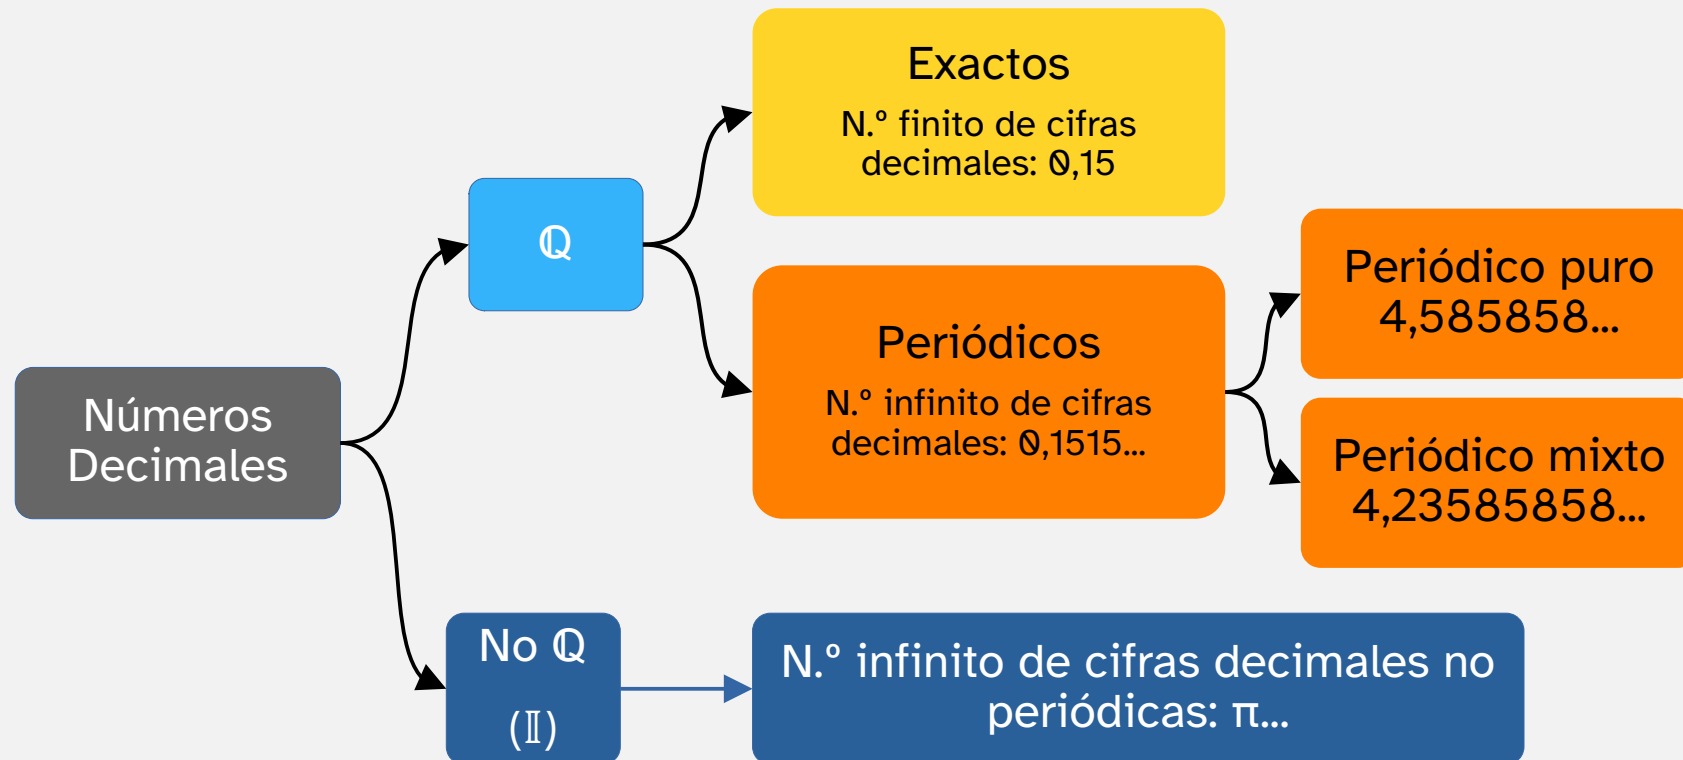 Números
Decimales
ℚ
Exactos
N.º finito de cifras
decimales: 0,15
Periódicos
N.º infinito de cifras
decimales: 0,1515...
Periódico puro
4,585858...
Periódico mixto
4,23585858...
No ℚ
(𝕀)
N.º infinito de cifras decimales no
periódicas: π...